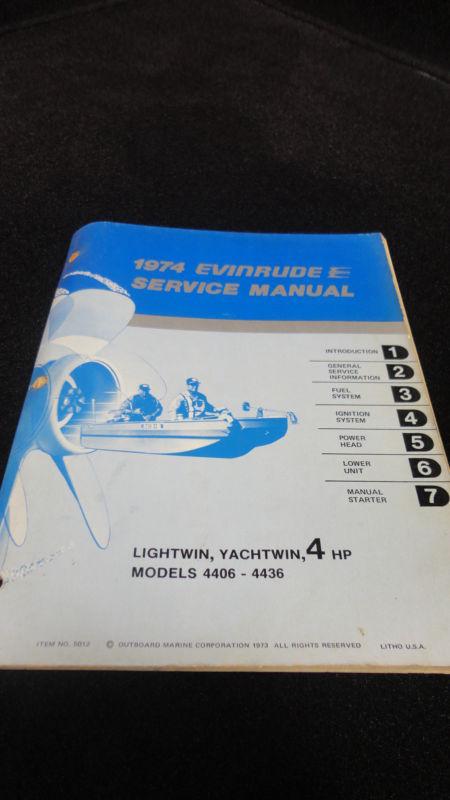 1974 EVINRUDE E
SERVICE MANUAL
INTRODUCTION 1
GENERAL
SERVICE
INFORMATION 2
FUEL
SYSTEM 3
IGNITION
SYSTEM 4
POWER
HEAD 5
LOWER
UNIT 6
MANUAL
STARTER 7
LIGHTWIN, YACHTWIN, 4 HP
MODELS 4406 - 4436
ITEM NO. 5012 © OUTBOARD MARINE CORPORATION 1973 ALL RIGHTS RESERVED LITHO U.S.A.